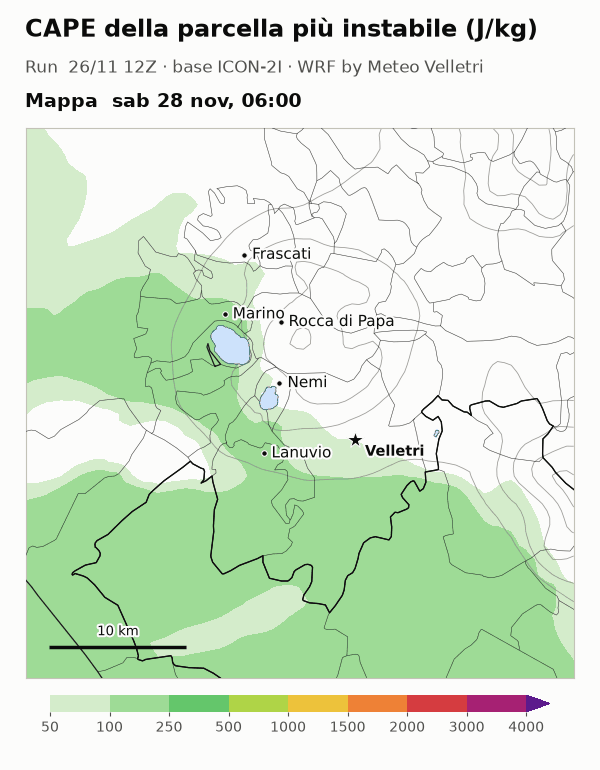 CAPE della parcella più instabile (J/kg)
Run  26/11 12Z · base ICON-2I · WRF by Meteo Velletri
Mappa  sab 28 nov, 06:00
Frascati
Marino
Rocca di Papa
Nemi
Velletri
Lanuvio
10 km
50 100 250 500 1000 1500 2000 3000 4000